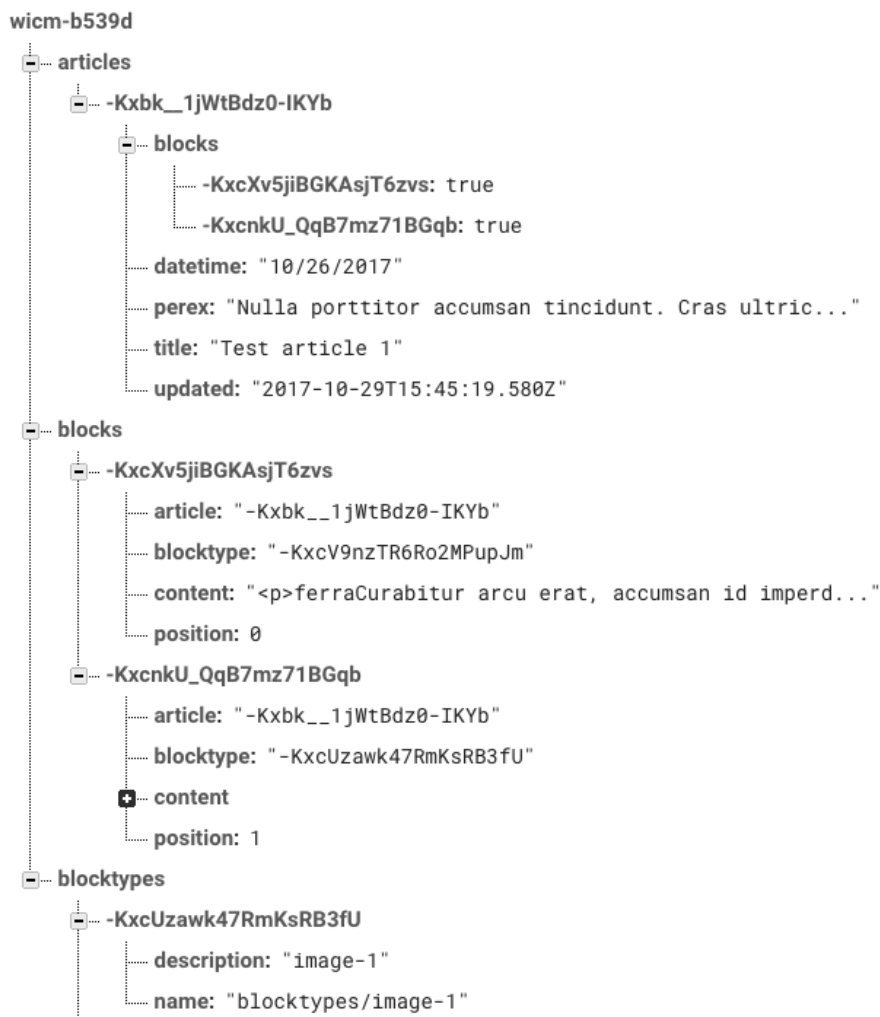 wicm-b539d
articles
-Kxbk__1jWtBdz0-IKYb
blocks
-KxcXv5jiBGKAsjT6zvs: true
-KxcnkU_QqB7mz71BGqb: true
datetime: "10/26/2017"
perex: "Nulla porttitor accumsan tincidunt. Cras ultric..."
title: "Test article 1"
updated: "2017-10-29T15:45:19.580Z"
blocks
-KxcXv5jiBGKAsjT6zvs
article: "-Kxbk__1jWtBdz0-IKYb"
blocktype: "-KxcV9nzTR6Ro2MPupJm"
content: "<p>ferraCurabitur arcu erat, accumsan id imperd..."
position: 0
-KxcnkU_QqB7mz71BGqb
article: "-Kxbk__1jWtBdz0-IKYb"
blocktype: "-KxcUzawk47RmKsRB3fU"
content
position: 1
blocktypes
-KxcUzawk47RmKsRB3fU
description: "image-1"
name: "blocktypes/image-1"